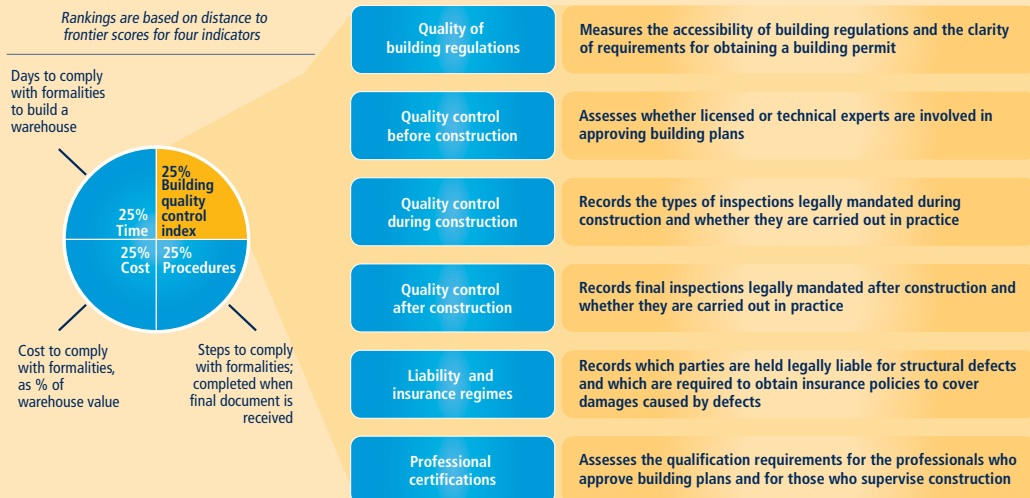 Rankings are based on distance to
frontier scores for four indicators
Days to comply
with formalities
to build a
warehouse
25%
Building
quality
control
index
25%
Time
25%
Cost
25%
Procedures
Cost to comply
with formalities,
as % of
warehouse value
Steps to comply
with formalities;
completed when
final document is
received
Quality of
building regulations
Measures the accessibility of building regulations and the clarity
of requirements for obtaining a building permit
Quality control
before construction
Assesses whether licensed or technical experts are involved in
approving building plans
Quality control
during construction
Records the types of inspections legally mandated during
construction and whether they are carried out in practice
Quality control
after construction
Records final inspections legally mandated after construction and
whether they are carried out in practice
Liability and
insurance regimes
Records which parties are held legally liable for structural defects
and which are required to obtain insurance policies to cover
damages caused by defects
Professional
certifications
Assesses the qualification requirements for the professionals who
approve building plans and for those who supervise construction